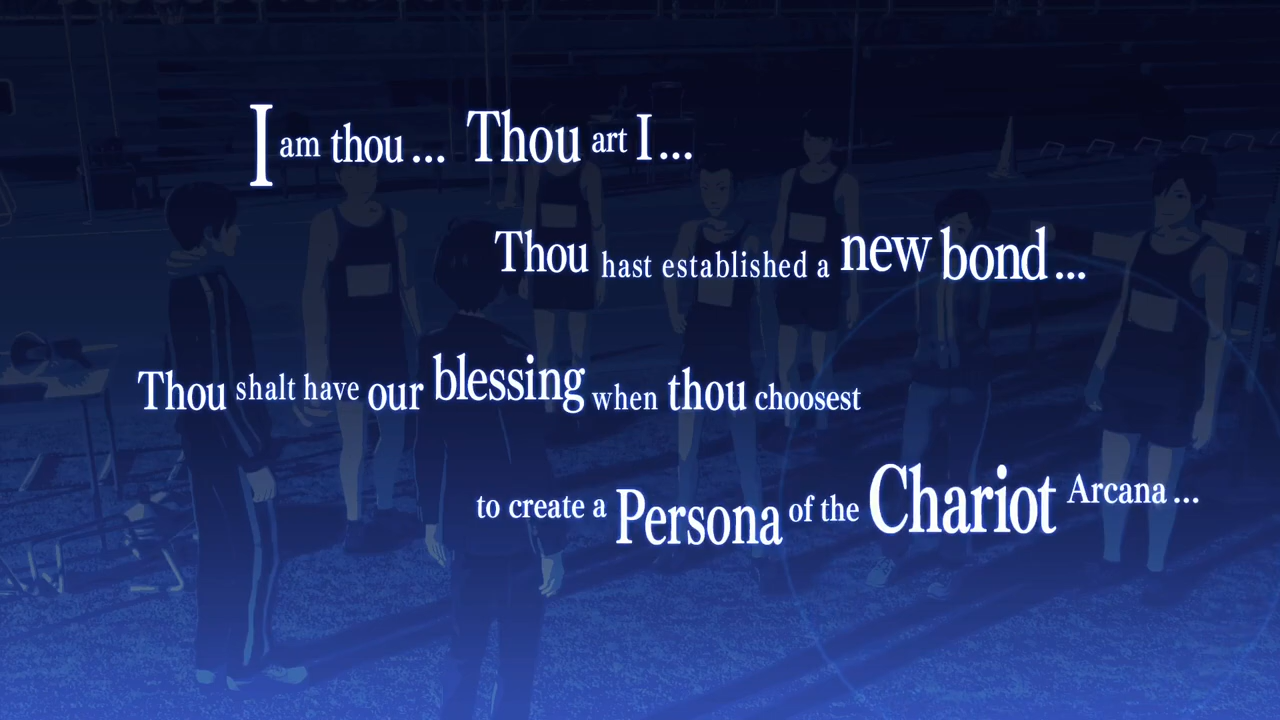 I am thou... Thou art I...
Thou hast established a new bond...
Thou shalt have our blessing when thou choosest
to create a Persona of the Chariot Arcana...